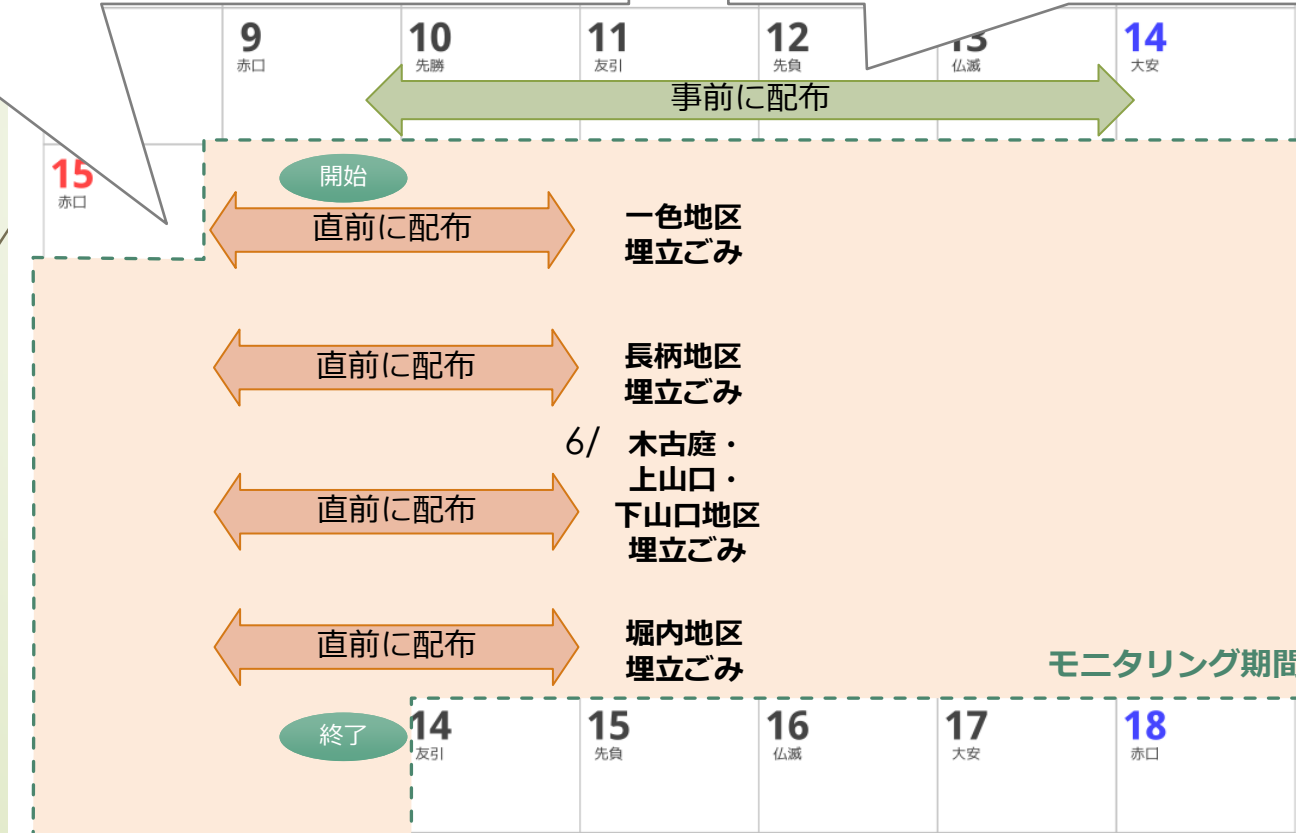 9
赤口
10
先勝
11
友引
12
先負
13
仏滅
14
大安
事前に配布
15
赤口
開始
直前に配布
一色地区
埋立ごみ
直前に配布
長柄地区
埋立ごみ
6/
木古庭・
上山口・
下山口地区
埋立ごみ
直前に配布
直前に配布
堀内地区
埋立ごみ
モニタリング期間
終了
14
友引
15
先負
16
仏滅
17
大安
18
赤口